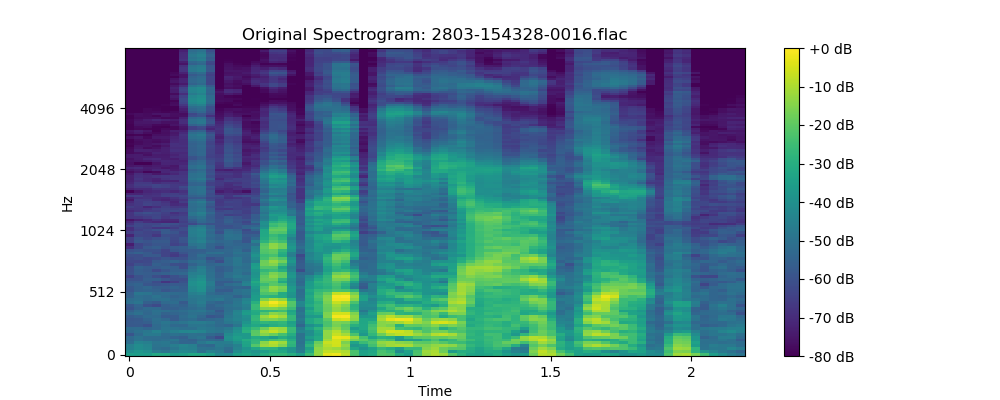 Original Spectrogram: 2803-154328-0016.flac
Hz
4096
2048
1024
512
0
0
0.5
1
1.5
2
Time
+0 dB
-10 dB
-20 dB
-30 dB
-40 dB
-50 dB
-60 dB
-70 dB
-80 dB